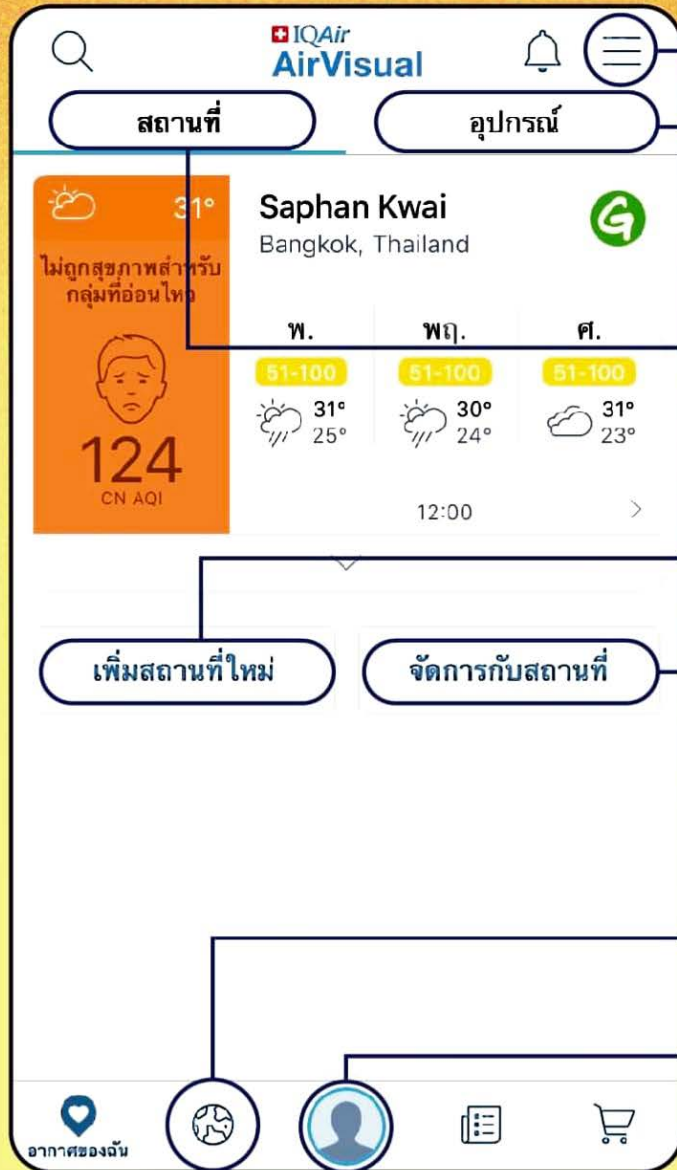 IQAir
AirVisual
สถานที่
อุปกรณ์
31°
ไม่ถูกสุขภาพสำหรับ
กลุ่มที่อ่อนไหว
124
CN AQI
Saphan Kwai
Bangkok, Thailand
G
พ. พฤ. ศ.
51-100 51-100 51-100
31° 30° 31°
25° 24° 23°
12:00
เพิ่มสถานที่ใหม่
จัดการกับสถานที่
อากาศของฉัน